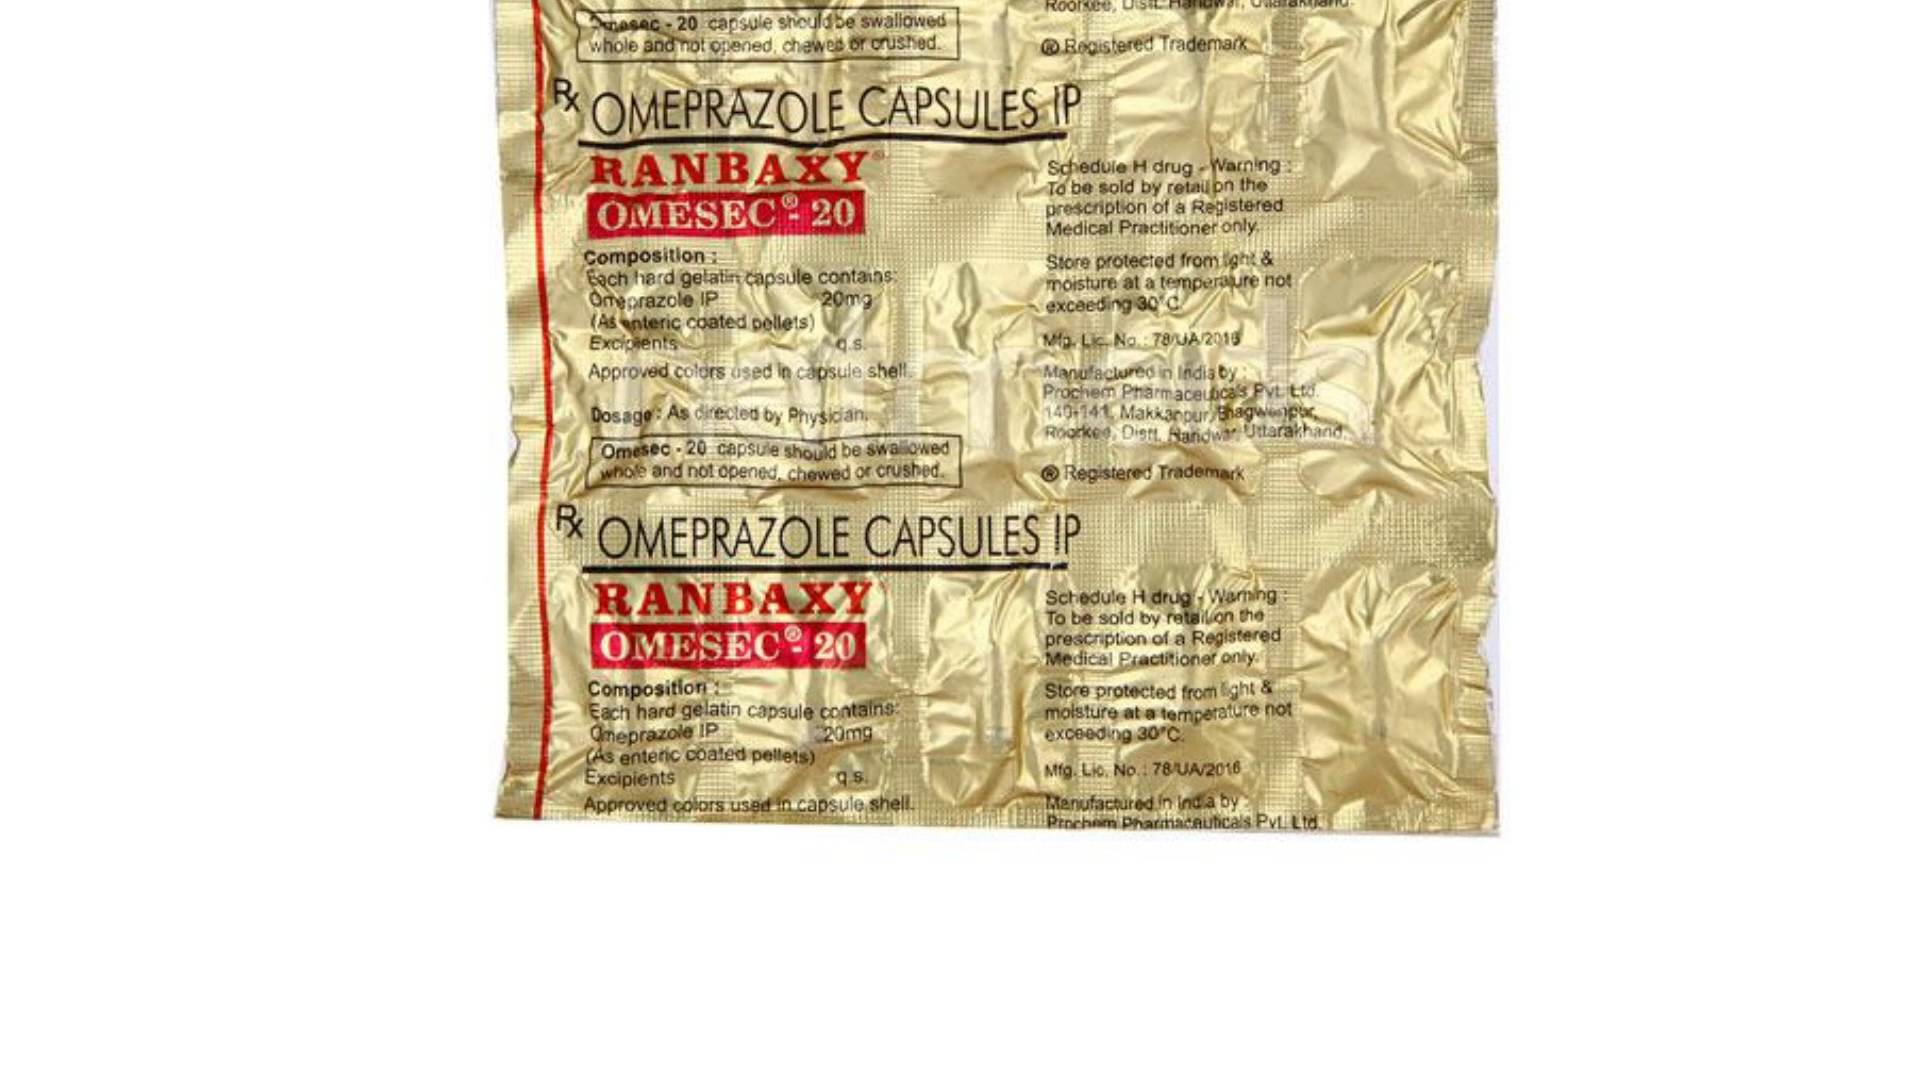 Omesec - 20 capsule should be swallowed
whole and not opened, chewed or crushed.
Roorkee, Distt. Haridwar, Uttarakhand.
® Registered Trademark
Rx OMEPRAZOLE CAPSULES IP
RANBAXY®
OMESEC® - 20
Composition :
Each hard gelatin capsule contains:
Omeprazole IP 20mg
(As enteric coated pellets)
Excipients q.s.
Approved colors used in capsule shell.
Dosage : As directed by Physician.
Omesec - 20 capsule should be swallowed
whole and not opened, chewed or crushed.
Schedule H drug - Warning :
To be sold by retail on the
prescription of a Registered
Medical Practitioner only.
Store protected from light &
moisture at a temperature not
exceeding 30°C.
Mfg. Lic. No. : 78/UA/2016
Manufactured in India by :
Prochem Pharmaceuticals Pvt. Ltd.
140-141, Makkanpur, Bhagwanpur,
Roorkee, Distt. Haridwar, Uttarakhand.
® Registered Trademark
Rx OMEPRAZOLE CAPSULES IP
RANBAXY
OMESEC® - 20
Composition :
Each hard gelatin capsule contains:
Omeprazole IP 20mg
(As enteric coated pellets)
Excipients q.s.
Approved colors used in capsule shell.
Schedule H drug - Warning :
To be sold by retail on the
prescription of a Registered
Medical Practitioner only.
Store protected from light &
moisture at a temperature not
exceeding 30°C.
Mfg. Lic. No. : 78/UA/2016
Manufactured in India by :
Prochem Pharmaceuticals Pvt. Ltd.